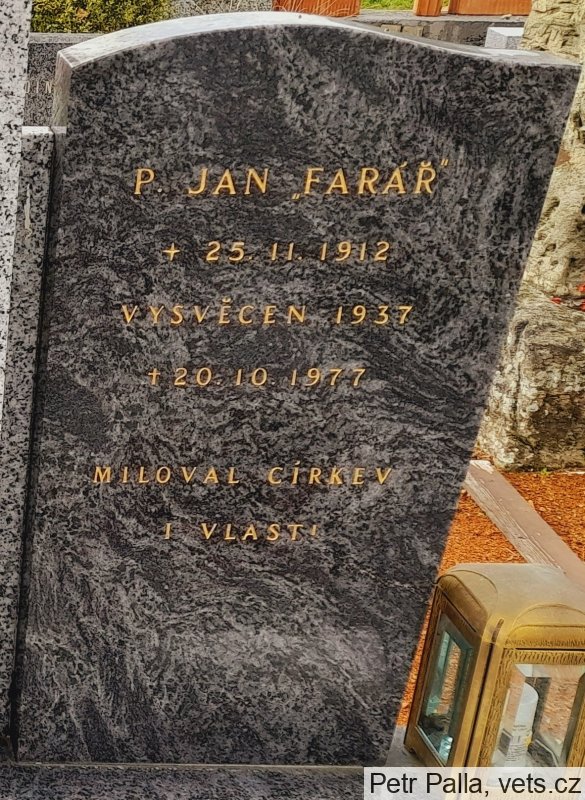 P. JAN „FARÁŘ“
+ 25. 11. 1912
VYSVĚCEN 1937
† 20. 10. 1977
MILOVAL CÍRKEV
I VLAST!
Petr Palla, vets.cz